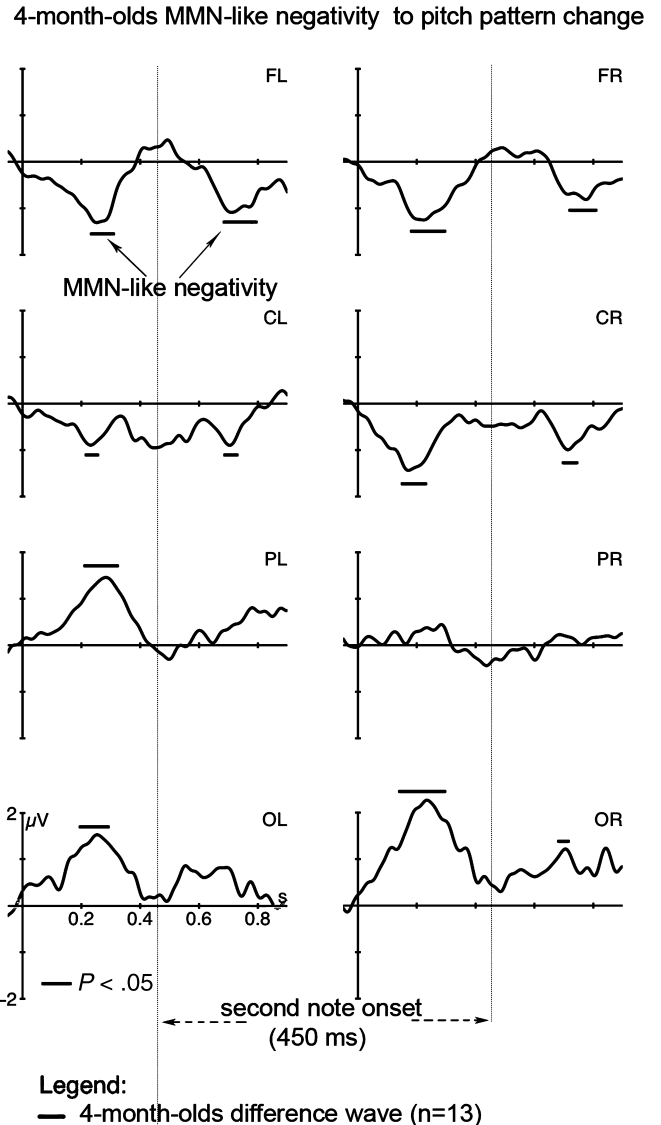 4-month-olds MMN-like negativity to pitch pattern change
FL FR
MMN-like negativity
CL CR
PL PR
2 µV OL OR
0.2 0.4 0.6 0.8 s
P < .05
-2
second note onset
(450 ms)
Legend:
4-month-olds difference wave (n=13)